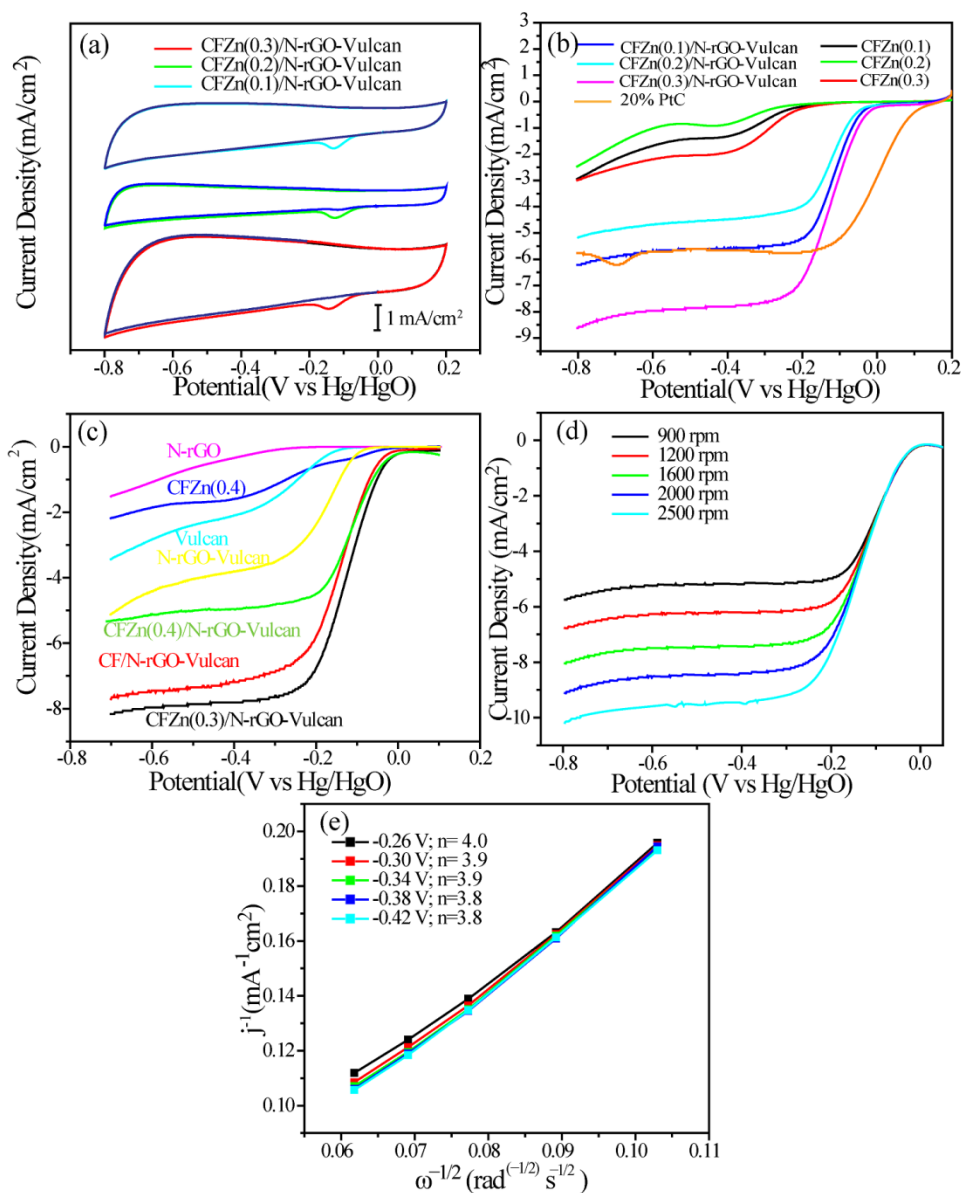 (a)
CFZn(0.3)/N-rGO-Vulcan
CFZn(0.2)/N-rGO-Vulcan
CFZn(0.1)/N-rGO-Vulcan
1 mA/cm²
Current Density(mA/cm²)
-0.8 -0.6 -0.4 -0.2 0.0 0.2
Potential(V vs Hg/HgO)
(b)
CFZn(0.1)/N-rGO-Vulcan
CFZn(0.2)/N-rGO-Vulcan
CFZn(0.3)/N-rGO-Vulcan
20% PtC
CFZn(0.1)
CFZn(0.2)
CFZn(0.3)
Current Density(mA/cm²)
3
2
1
0
-1
-2
-3
-4
-5
-6
-7
-8
-9
-0.8 -0.6 -0.4 -0.2 0.0 0.2
Potential(V vs Hg/HgO)
(c)
N-rGO
CFZn(0.4)
Vulcan
N-rGO-Vulcan
CFZn(0.4)/N-rGO-Vulcan
CF/N-rGO-Vulcan
CFZn(0.3)/N-rGO-Vulcan
Current Density(mA/cm²)
0
-2
-4
-6
-8
-0.8 -0.6 -0.4 -0.2 0.0 0.2
Potential(V vs Hg/HgO)
(d)
900 rpm
1200 rpm
1600 rpm
2000 rpm
2500 rpm
Current Density (mA/cm²)
0
-2
-4
-6
-8
-10
-0.8 -0.6 -0.4 -0.2 0.0
Potential (V vs Hg/HgO)
(e)
-0.26 V; n= 4.0
-0.30 V; n= 3.9
-0.34 V; n=3.9
-0.38 V; n=3.8
-0.42 V; n=3.8
j⁻¹(mA⁻¹cm²)
0.20
0.18
0.16
0.14
0.12
0.10
0.06 0.07 0.08 0.09 0.10 0.11
ω⁻¹/² (rad⁽⁻¹/²⁾ s⁻¹/²)